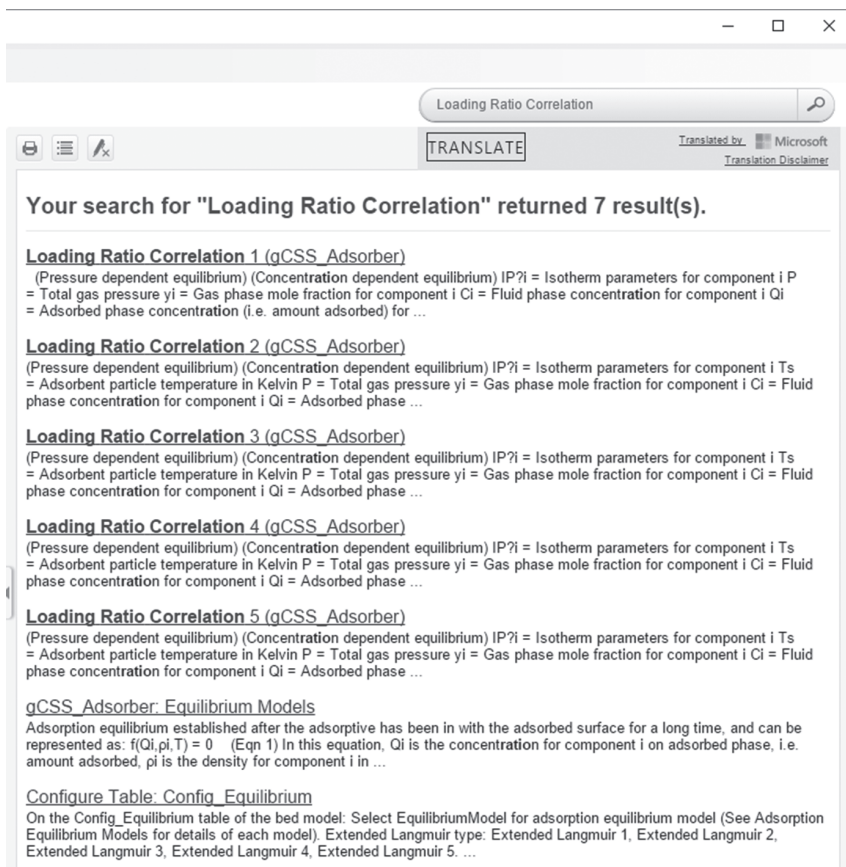 Loading Ratio Correlation
TRANSLATE
Translated by Microsoft
Translation Disclaimer
Your search for "Loading Ratio Correlation" returned 7 result(s).
Loading Ratio Correlation 1 (gCSS_Adsorber)
(Pressure dependent equilibrium) (Concentration dependent equilibrium) IP?i = Isotherm parameters for component i P
= Total gas pressure yi = Gas phase mole fraction for component i Ci = Fluid phase concentration for component i Qi
= Adsorbed phase concentration (i.e. amount adsorbed) for ...
Loading Ratio Correlation 2 (gCSS_Adsorber)
(Pressure dependent equilibrium) (Concentration dependent equilibrium) IP?i = Isotherm parameters for component i Ts
= Adsorbent particle temperature in Kelvin P = Total gas pressure yi = Gas phase mole fraction for component i Ci = Fluid
phase concentration for component i Qi = Adsorbed phase ...
Loading Ratio Correlation 3 (gCSS_Adsorber)
(Pressure dependent equilibrium) (Concentration dependent equilibrium) IP?i = Isotherm parameters for component i Ts
= Adsorbent particle temperature in Kelvin P = Total gas pressure yi = Gas phase mole fraction for component i Ci = Fluid
phase concentration for component i Qi = Adsorbed phase ...
Loading Ratio Correlation 4 (gCSS_Adsorber)
(Pressure dependent equilibrium) (Concentration dependent equilibrium) IP?i = Isotherm parameters for component i Ts
= Adsorbent particle temperature in Kelvin P = Total gas pressure yi = Gas phase mole fraction for component i Ci = Fluid
phase concentration for component i Qi = Adsorbed phase ...
Loading Ratio Correlation 5 (gCSS_Adsorber)
(Pressure dependent equilibrium) (Concentration dependent equilibrium) IP?i = Isotherm parameters for component i Ts
= Adsorbent particle temperature in Kelvin P = Total gas pressure yi = Gas phase mole fraction for component i Ci = Fluid
phase concentration for component i Qi = Adsorbed phase ...
gCSS_Adsorber: Equilibrium Models
Adsorption equilibrium established after the adsorptive has been in with the adsorbed surface for a long time, and can be
represented as: f(Qi,ρi,T) = 0 (Eqn 1) In this equation, Qi is the concentration for component i on adsorbed phase, i.e.
amount adsorbed, ρi is the density for component i in ...
Configure Table: Config_Equilibrium
On the Config_Equilibrium table of the bed model: Select EquilibriumModel for adsorption equilibrium model (See Adsorption
Equilibrium Models for details of each model). Extended Langmuir type: Extended Langmuir 1, Extended Langmuir 2,
Extended Langmuir 3, Extended Langmuir 4, Extended Langmuir 5. ...